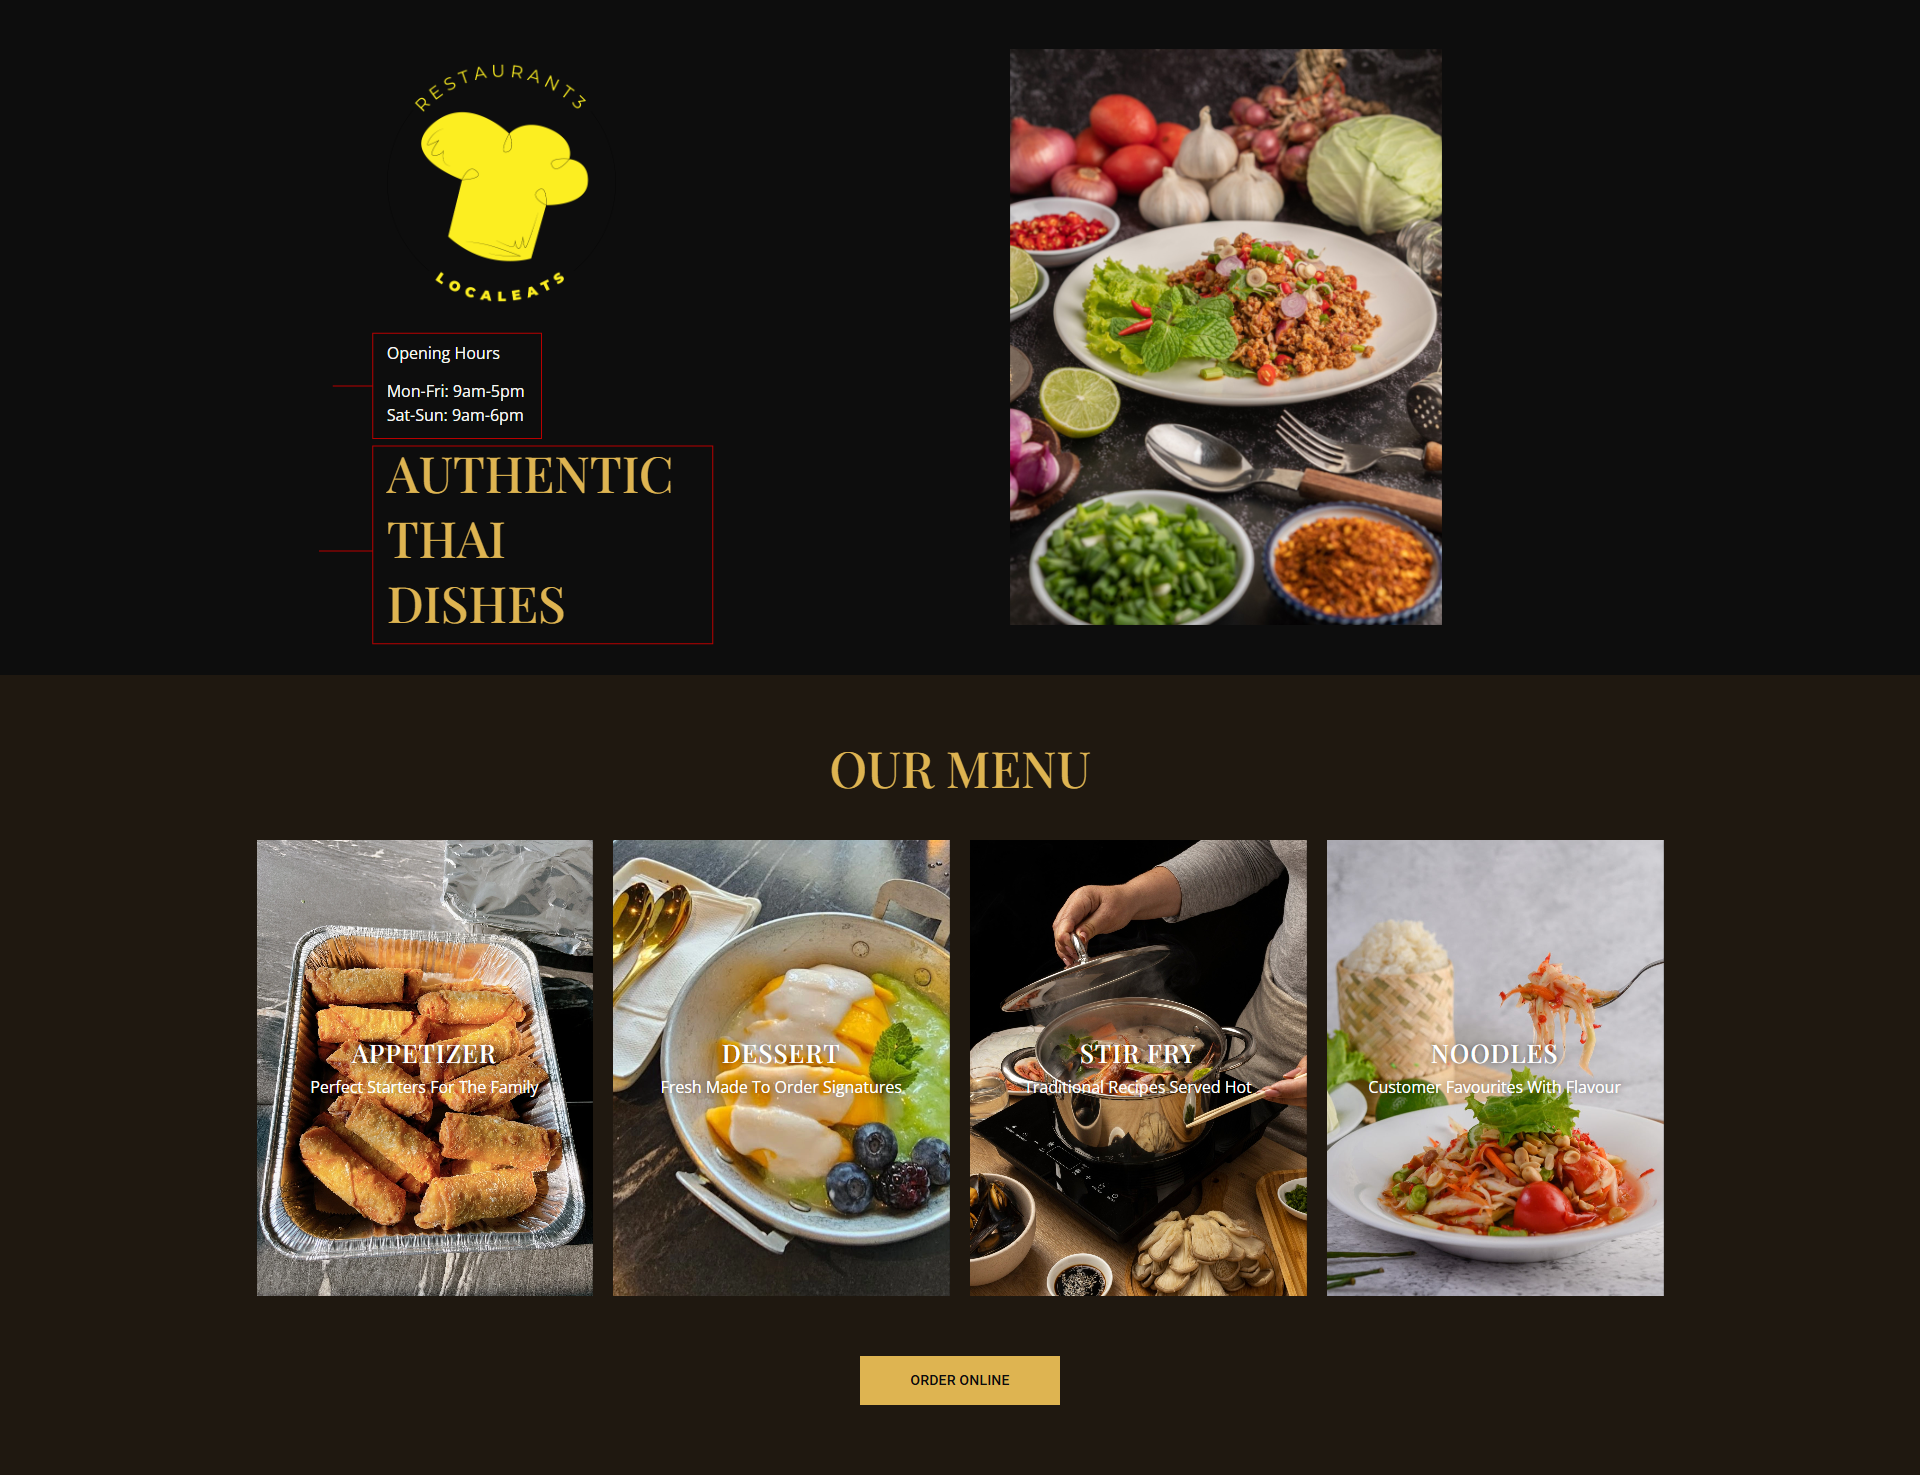 RESTAURANT3
LOCALEATS
Opening Hours
Mon-Fri: 9am-5pm
Sat-Sun: 9am-6pm
AUTHENTIC
THAI
DISHES
OUR MENU
APPETIZER
Perfect Starters For The Family
DESSERT
Fresh Made To Order Signatures.
STIR FRY
Traditional Recipes Served Hot
NOODLES
Customer Favourites With Flavour
ORDER ONLINE